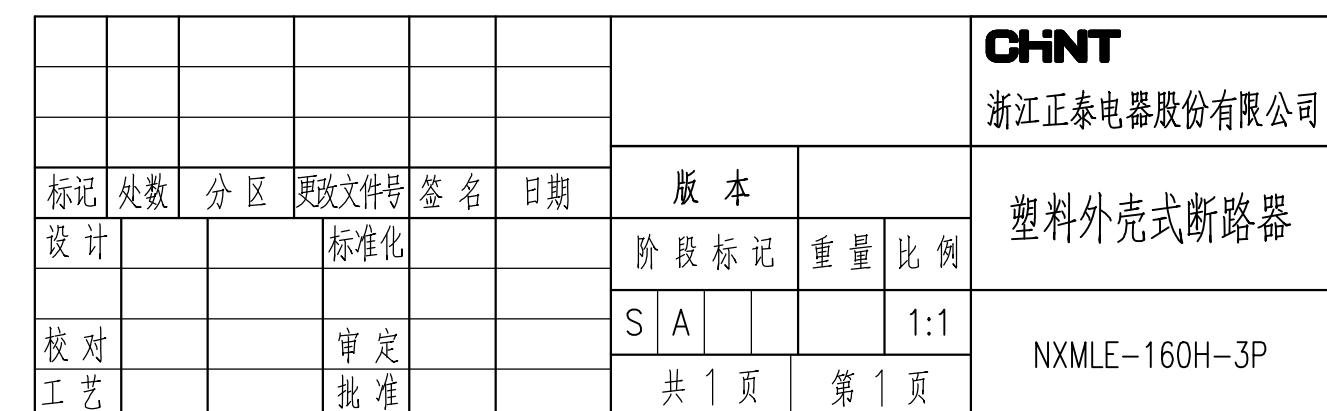 CHiNT
浙江正泰电器股份有限公司
标记 处数 分区 更改文件号 签名 日期
版本
塑料外壳式断路器
设计 标准化
阶段标记 重量 比例
S A 1:1
校对 审定
NXMLE-160H-3P
工艺 批准
共1页 第1页